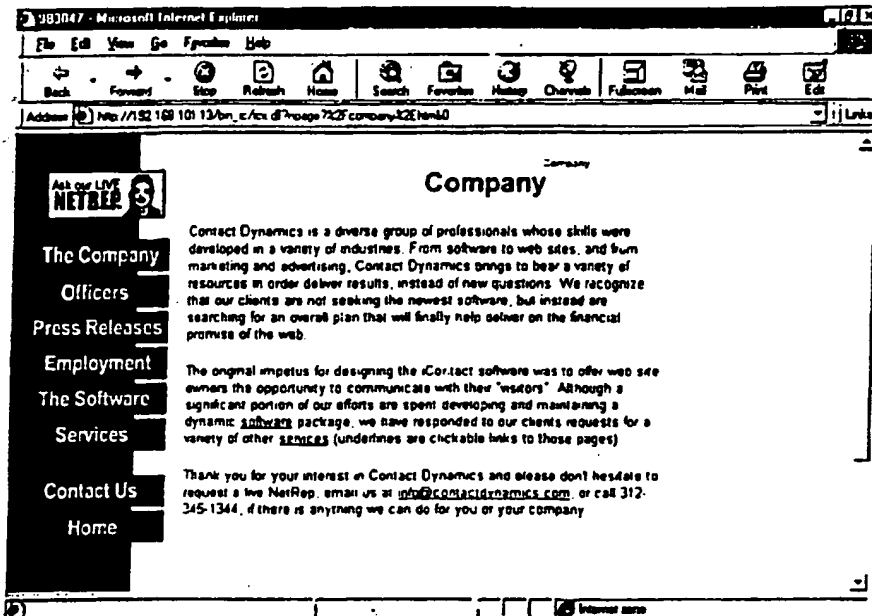 383047 - Microsoft Internet Explorer
File Edit View Go Favorites Help
Back Forward Stop Refresh Home Search Favorites History Channels Fullscreen Mail Print Edit
Address Links
Company
Company
Ask our LIVE
NETREP
The Company
Officers
Press Releases
Employment
The Software
Services
Contact Us
Home
Contact Dynamics is a diverse group of professionals whose skills were
developed in a variety of industries. From software to web sites, and from
marketing and advertising, Contact Dynamics brings to bear a variety of
resources in order deliver results, instead of new questions. We recognize
that our clients are not seeking the newest software, but instead are
searching for an overall plan that will finally help deliver on the financial
promise of the web.
The original impetus for designing the iContact software was to offer web site
owners the opportunity to communicate with their "visitors". Although a
significant portion of our efforts are spent developing and maintaining a
dynamic software package, we have responded to our clients requests for a
variety of other services (underlines are clickable links to those pages)
Thank you for your interest in Contact Dynamics and please don't hesitate to
request a live NetRep, email us at info@contactdynamics.com, or call 312-
345-1344, if there is anything we can do for you or your company
Internet zone